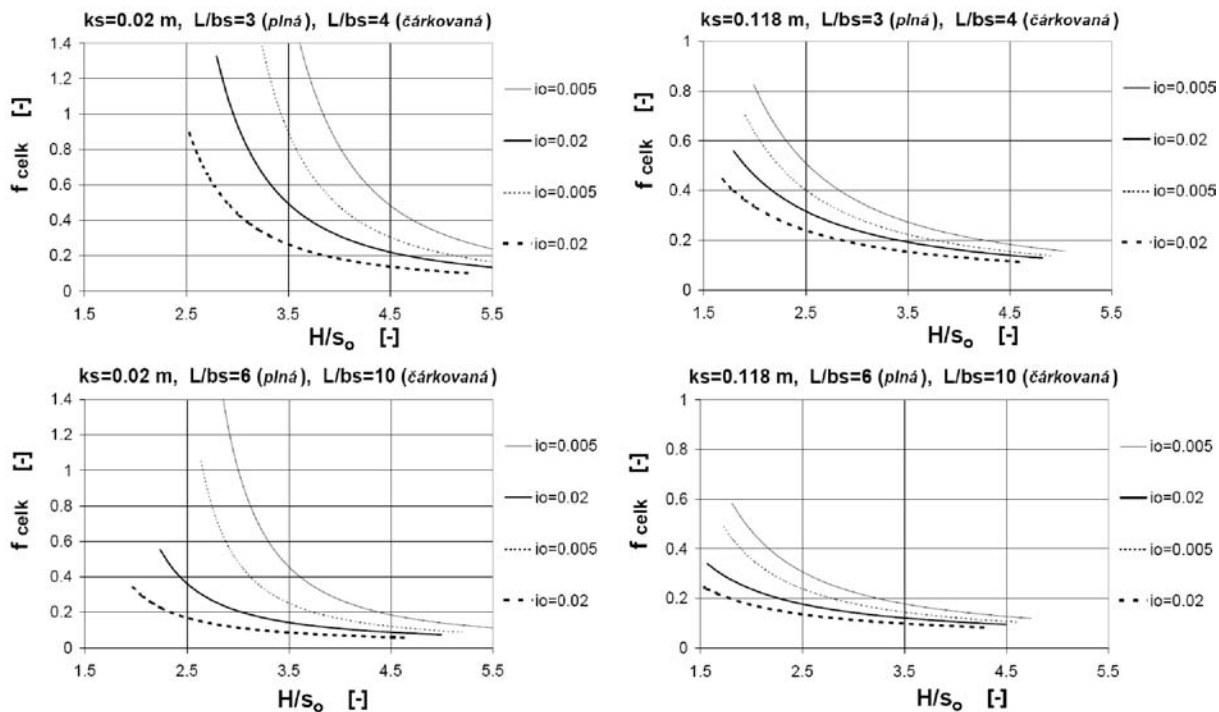 ks=0.02 m, L/bs=3 (plná), L/bs=4 (čárkovaná)
1.4
1.2
1
0.8
0.6
0.4
0.2
0
f celk [-]
1.5 2.5 3.5 4.5 5.5
H/so [-]
io=0.005
io=0.02
io=0.005
io=0.02
ks=0.118 m, L/bs=3 (plná), L/bs=4 (čárkovaná)
1
0.8
0.6
0.4
0.2
0
f celk [-]
1.5 2.5 3.5 4.5 5.5
H/so [-]
io=0.005
io=0.02
io=0.005
io=0.02
ks=0.02 m, L/bs=6 (plná), L/bs=10 (čárkovaná)
1.4
1.2
1
0.8
0.6
0.4
0.2
0
f celk [-]
1.5 2.5 3.5 4.5 5.5
H/so [-]
io=0.005
io=0.02
io=0.005
io=0.02
ks=0.118 m, L/bs=6 (plná), L/bs=10 (čárkovaná)
1
0.8
0.6
0.4
0.2
0
f celk [-]
1.5 2.5 3.5 4.5 5.5
H/so [-]
io=0.005
io=0.02
io=0.005
io=0.02